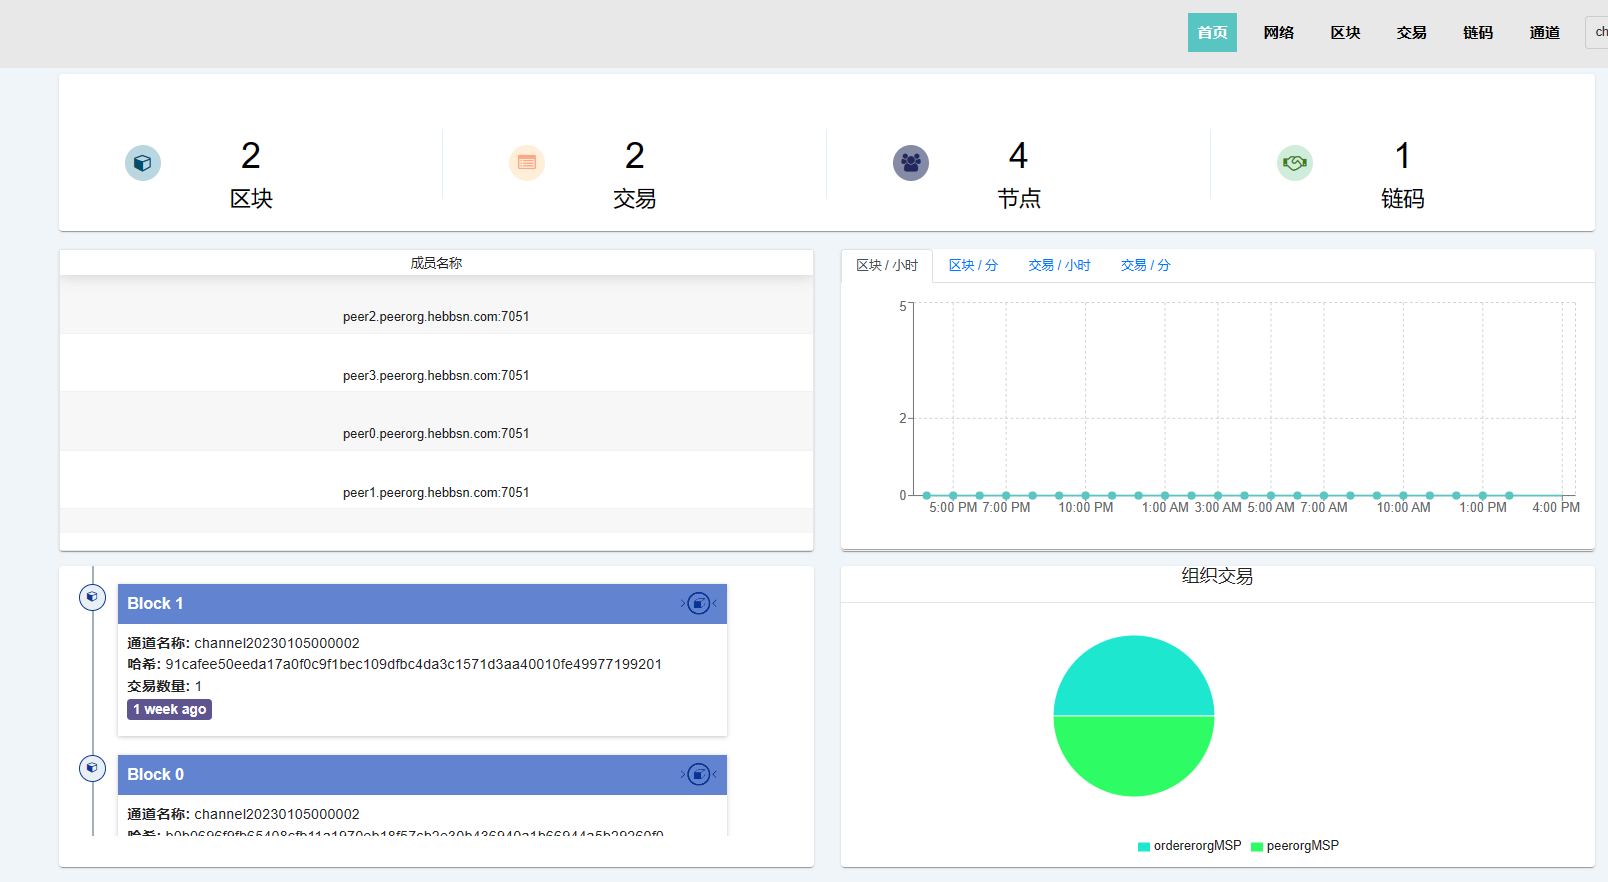 首页 网络 区块 交易 链码 通道 ch
2 2 4 1
区块 交易 节点 链码
成员名称
peer2.peerorg.hebbsn.com:7051
peer3.peerorg.hebbsn.com:7051
peer0.peerorg.hebbsn.com:7051
peer1.peerorg.hebbsn.com:7051
区块 / 小时 区块 / 分 交易 / 小时 交易 / 分
5
2
0
5:00 PM 7:00 PM 10:00 PM 1:00 AM 3:00 AM 5:00 AM 7:00 AM 10:00 AM 1:00 PM 4:00 PM
Block 1
通道名称: channel20230105000002
哈希: 91cafee50eeda17a0f0c9f1bec109dfbc4da3c1571d3aa40010fe49977199201
交易数量: 1
1 week ago
Block 0
通道名称: channel20230105000002
哈希:
组织交易
ordererorgMSP peerorgMSP